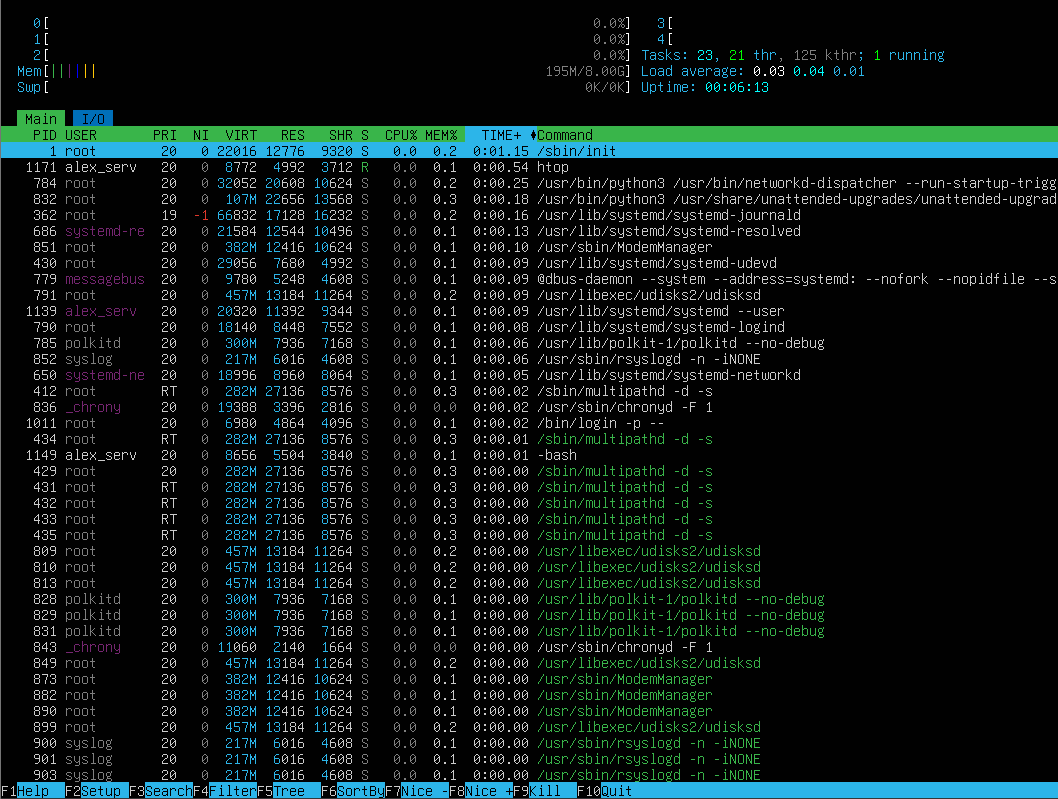 0[ 0.0%] 3[
1[ 0.0%] 4[
2[ 0.0%] Tasks: 23, 21 thr, 125 kthr; 1 running
Mem[|||||| 195M/8.00G] Load average: 0.03 0.04 0.01
Swp[ 0K/0K] Uptime: 00:06:13
Main I/O
PID USER PRI NI VIRT RES SHR S CPU% MEM% TIME+ Command
1 root 20 0 22016 12776 9320 S 0.0 0.2 0:01.15 /sbin/init
1171 alex_serv 20 0 8772 4992 3712 R 0.0 0.1 0:00.54 htop
784 root 20 0 32052 20608 10624 S 0.0 0.2 0:00.25 /usr/bin/python3 /usr/bin/networkd-dispatcher --run-startup-trigg
832 root 20 0 107M 22656 13568 S 0.0 0.3 0:00.18 /usr/bin/python3 /usr/share/unattended-upgrades/unattended-upgrad
362 root 19 -1 66832 17128 16232 S 0.0 0.2 0:00.16 /usr/lib/systemd/systemd-journald
686 systemd-re 20 0 21584 12544 10496 S 0.0 0.1 0:00.13 /usr/lib/systemd/systemd-resolved
851 root 20 0 382M 12416 10624 S 0.0 0.1 0:00.10 /usr/sbin/ModemManager
430 root 20 0 29056 7680 4992 S 0.0 0.1 0:00.09 /usr/lib/systemd/systemd-udevd
779 messagebus 20 0 9780 5248 4608 S 0.0 0.1 0:00.09 @dbus-daemon --system --address=systemd: --nofork --nopidfile --s
791 root 20 0 457M 13184 11264 S 0.0 0.2 0:00.09 /usr/libexec/udisks2/udisksd
1139 alex_serv 20 0 20320 11392 9344 S 0.0 0.1 0:00.09 /usr/lib/systemd/systemd --user
790 root 20 0 18140 8448 7552 S 0.0 0.1 0:00.08 /usr/lib/systemd/systemd-logind
785 polkitd 20 0 300M 7936 7168 S 0.0 0.1 0:00.06 /usr/lib/polkit-1/polkitd --no-debug
852 syslog 20 0 217M 6016 4608 S 0.0 0.1 0:00.06 /usr/sbin/rsyslogd -n -iNONE
650 systemd-ne 20 0 18996 8960 8064 S 0.0 0.1 0:00.05 /usr/lib/systemd/systemd-networkd
412 root RT 0 282M 27136 8576 S 0.0 0.3 0:00.02 /sbin/multipathd -d -s
836 _chrony 20 0 19388 3396 2816 S 0.0 0.0 0:00.02 /usr/sbin/chronyd -F 1
1011 root 20 0 6980 4864 4096 S 0.0 0.1 0:00.02 /bin/login -p --
434 root RT 0 282M 27136 8576 S 0.0 0.3 0:00.01 /sbin/multipathd -d -s
1149 alex_serv 20 0 8656 5504 3840 S 0.0 0.1 0:00.01 -bash
429 root 20 0 282M 27136 8576 S 0.0 0.3 0:00.00 /sbin/multipathd -d -s
431 root RT 0 282M 27136 8576 S 0.0 0.3 0:00.00 /sbin/multipathd -d -s
432 root RT 0 282M 27136 8576 S 0.0 0.3 0:00.00 /sbin/multipathd -d -s
433 root RT 0 282M 27136 8576 S 0.0 0.3 0:00.00 /sbin/multipathd -d -s
435 root RT 0 282M 27136 8576 S 0.0 0.3 0:00.00 /sbin/multipathd -d -s
809 root 20 0 457M 13184 11264 S 0.0 0.2 0:00.00 /usr/libexec/udisks2/udisksd
810 root 20 0 457M 13184 11264 S 0.0 0.2 0:00.00 /usr/libexec/udisks2/udisksd
813 root 20 0 457M 13184 11264 S 0.0 0.2 0:00.00 /usr/libexec/udisks2/udisksd
828 polkitd 20 0 300M 7936 7168 S 0.0 0.1 0:00.00 /usr/lib/polkit-1/polkitd --no-debug
829 polkitd 20 0 300M 7936 7168 S 0.0 0.1 0:00.00 /usr/lib/polkit-1/polkitd --no-debug
831 polkitd 20 0 300M 7936 7168 S 0.0 0.1 0:00.00 /usr/lib/polkit-1/polkitd --no-debug
843 _chrony 20 0 11060 2140 1664 S 0.0 0.0 0:00.00 /usr/sbin/chronyd -F 1
849 root 20 0 457M 13184 11264 S 0.0 0.2 0:00.00 /usr/libexec/udisks2/udisksd
873 root 20 0 382M 12416 10624 S 0.0 0.1 0:00.00 /usr/sbin/ModemManager
882 root 20 0 382M 12416 10624 S 0.0 0.1 0:00.00 /usr/sbin/ModemManager
890 root 20 0 382M 12416 10624 S 0.0 0.1 0:00.00 /usr/sbin/ModemManager
899 root 20 0 457M 13184 11264 S 0.0 0.2 0:00.00 /usr/libexec/udisks2/udisksd
900 syslog 20 0 217M 6016 4608 S 0.0 0.1 0:00.00 /usr/sbin/rsyslogd -n -iNONE
901 syslog 20 0 217M 6016 4608 S 0.0 0.1 0:00.00 /usr/sbin/rsyslogd -n -iNONE
903 syslog 20 0 217M 6016 4608 S 0.0 0.1 0:00.00 /usr/sbin/rsyslogd -n -iNONE
F1Help F2Setup F3SearchF4FilterF5Tree F6SortByF7Nice -F8Nice +F9Kill F10Quit